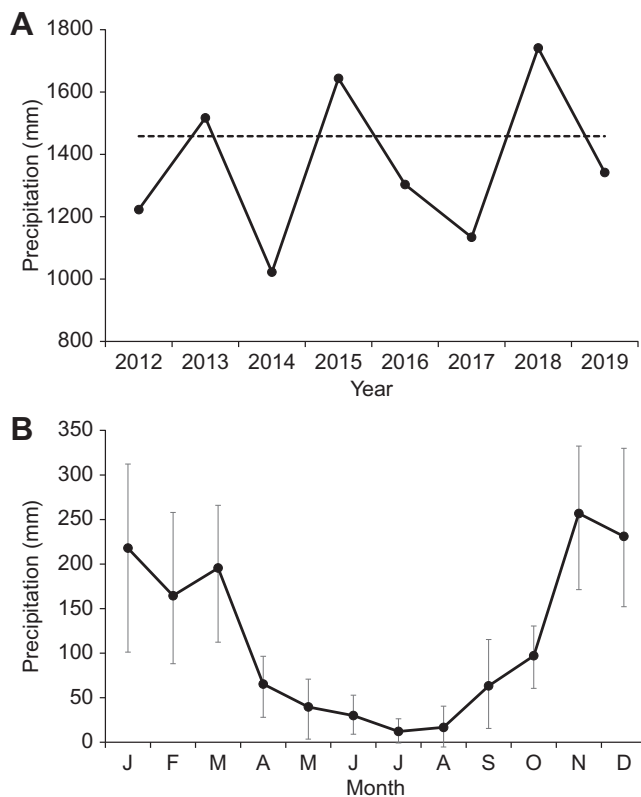 A
1800
1600
1400
1200
1000
800
Precipitation (mm)
2012 2013 2014 2015 2016 2017 2018 2019
Year
B
350
300
250
200
150
100
50
0
Precipitation (mm)
J F M A M J J A S O N D
Month